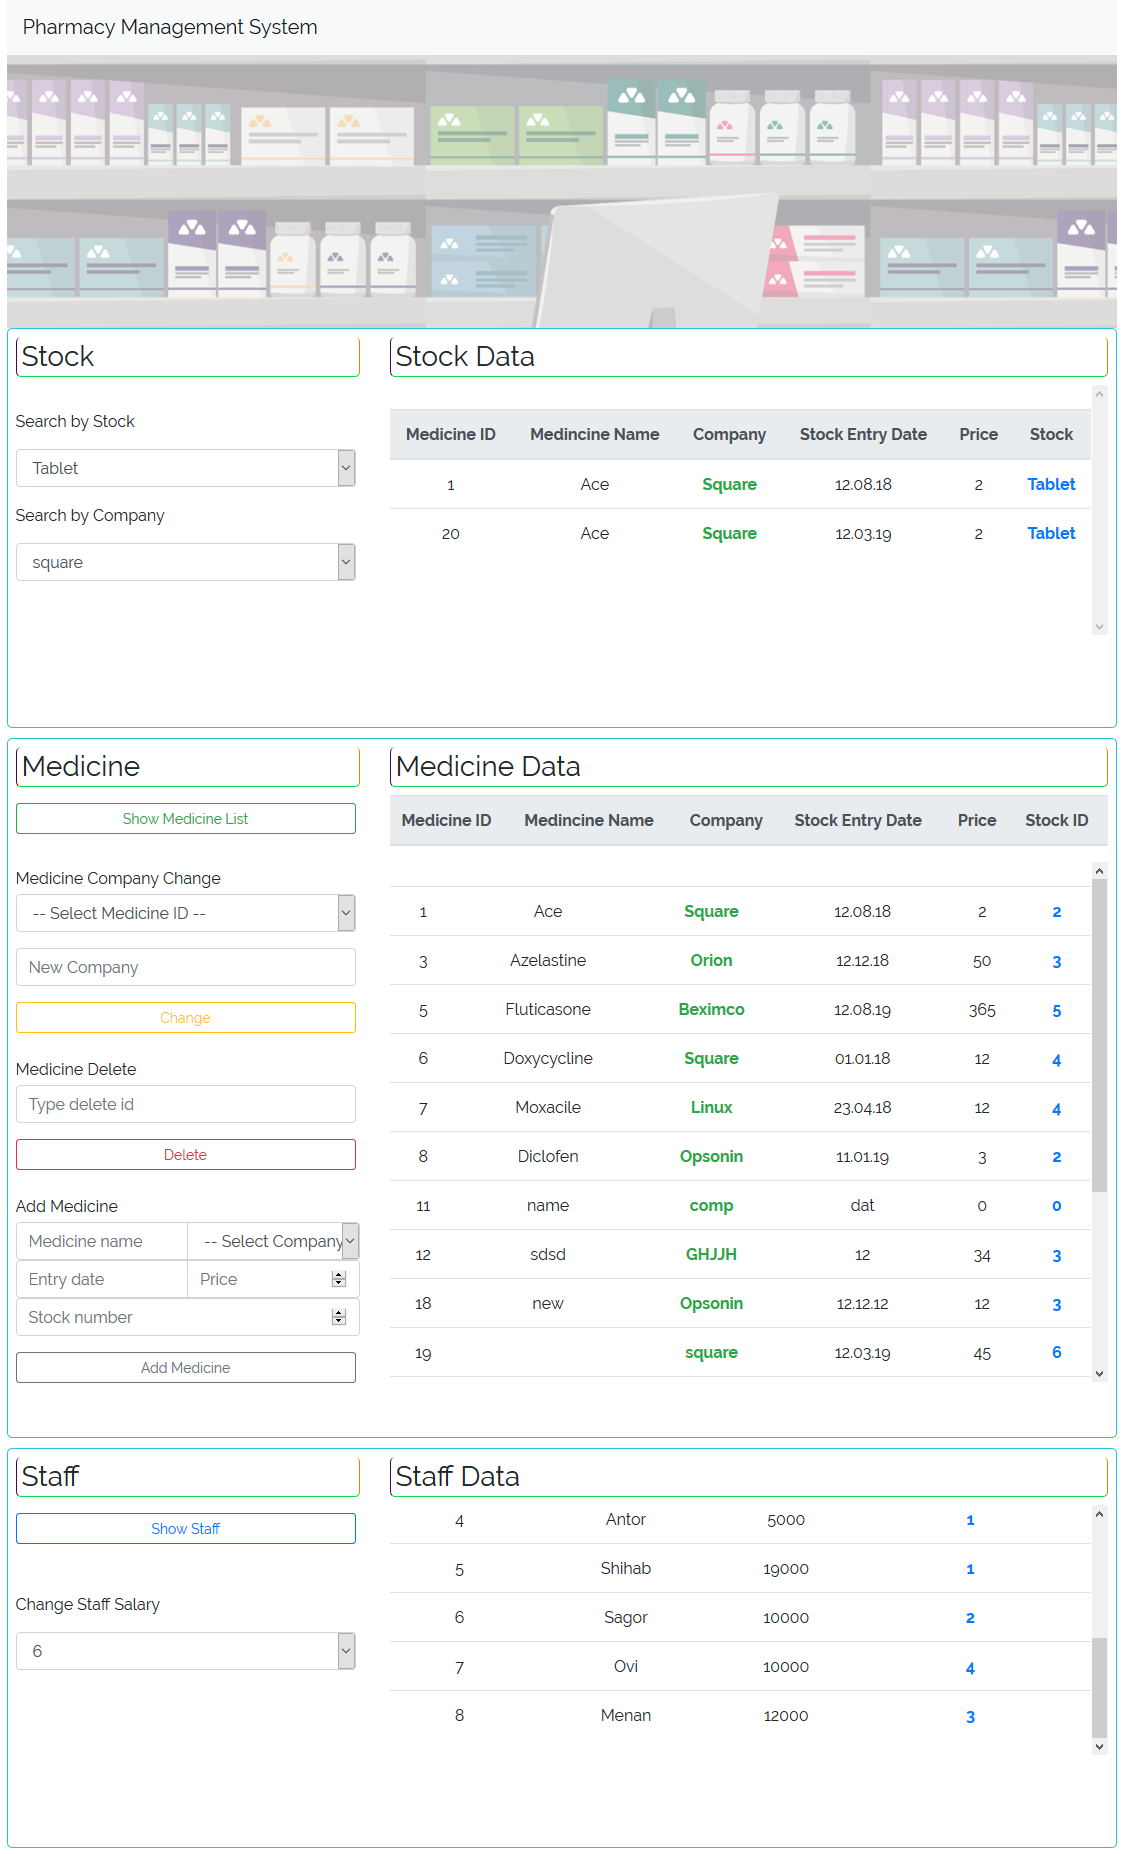 Pharmacy Management System
Stock
Search by Stock
Tablet
Search by Company
square
Stock Data
Medicine ID Medincine Name Company Stock Entry Date Price Stock
1 Ace Square 12.08.18 2 Tablet
20 Ace Square 12.03.19 2 Tablet
Medicine
Show Medicine List
Medicine Company Change
-- Select Medicine ID --
New Company
Change
Medicine Delete
Type delete id
Delete
Add Medicine
Medicine name -- Select Company
Entry date Price
Stock number
Add Medicine
Medicine Data
Medicine ID Medincine Name Company Stock Entry Date Price Stock ID
1 Ace Square 12.08.18 2 2
3 Azelastine Orion 12.12.18 50 3
5 Fluticasone Beximco 12.08.19 365 5
6 Doxycycline Square 01.01.18 12 4
7 Moxacile Linux 23.04.18 12 4
8 Diclofen Opsonin 11.01.19 3 2
11 name comp dat 0 0
12 sdsd GHJJH 12 34 3
18 new Opsonin 12.12.12 12 3
19 square 12.03.19 45 6
Staff
Show Staff
Change Staff Salary
6
Staff Data
4 Antor 5000 1
5 Shihab 19000 1
6 Sagor 10000 2
7 Ovi 10000 4
8 Menan 12000 3